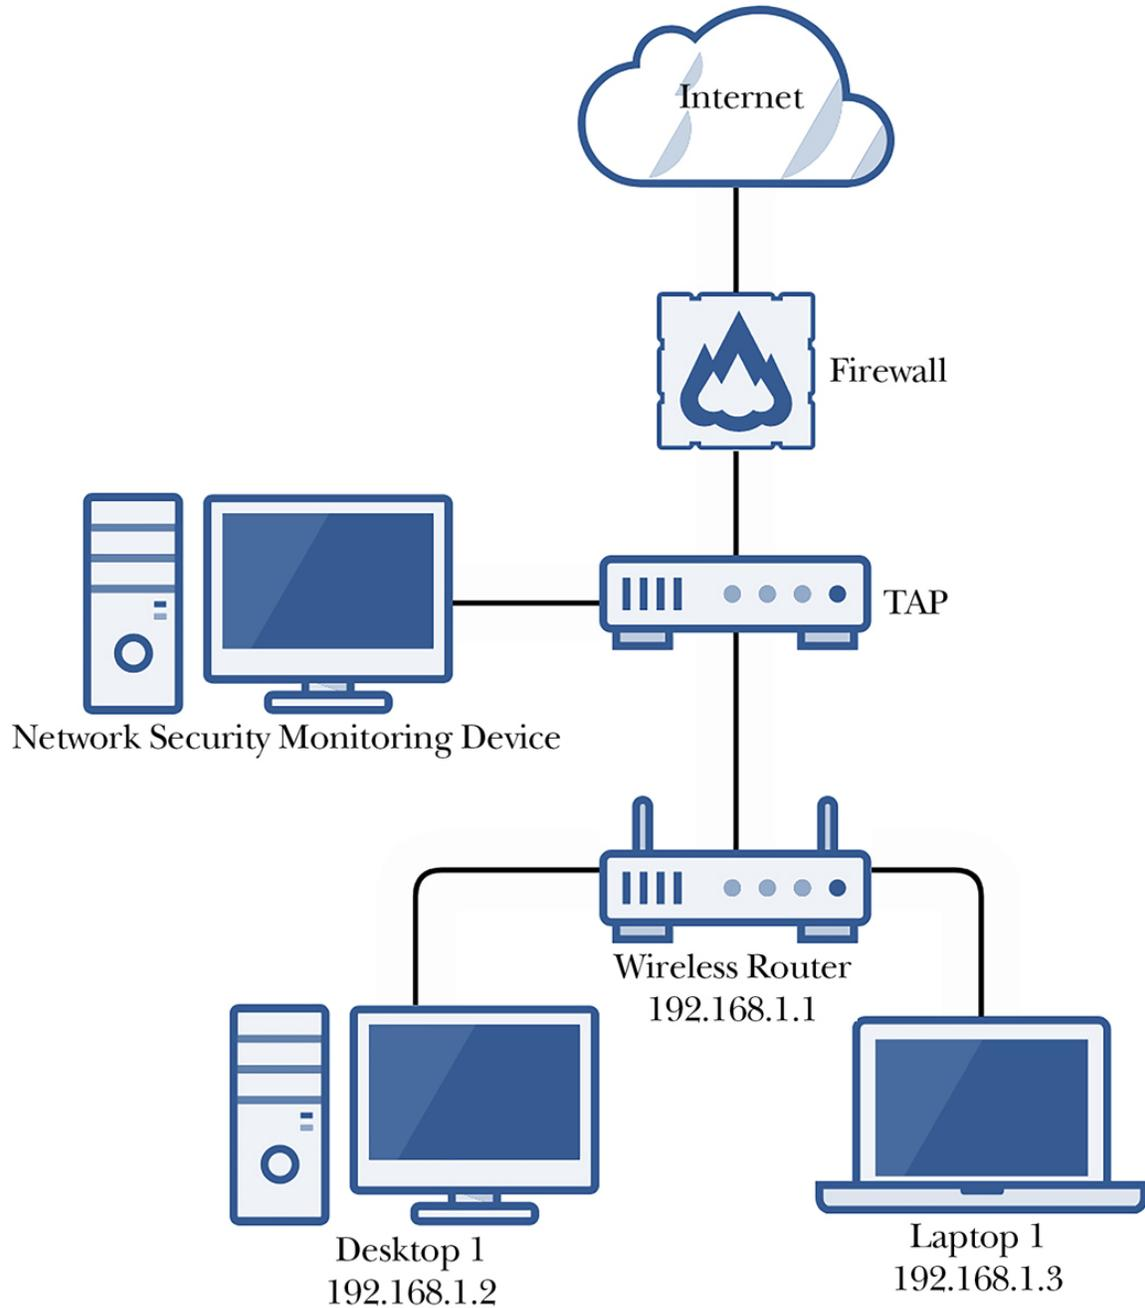 Internet
Firewall
TAP
Network Security Monitoring Device
Wireless Router
192.168.1.1
Desktop 1
192.168.1.2
Laptop 1
192.168.1.3